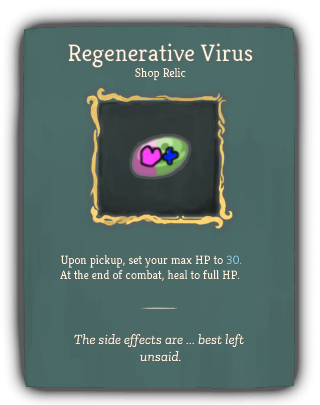 Regenerative Virus
Shop Relic
Upon pickup, set your max HP to 30.
At the end of combat, heal to full HP.
The side effects are ... best left
unsaid.